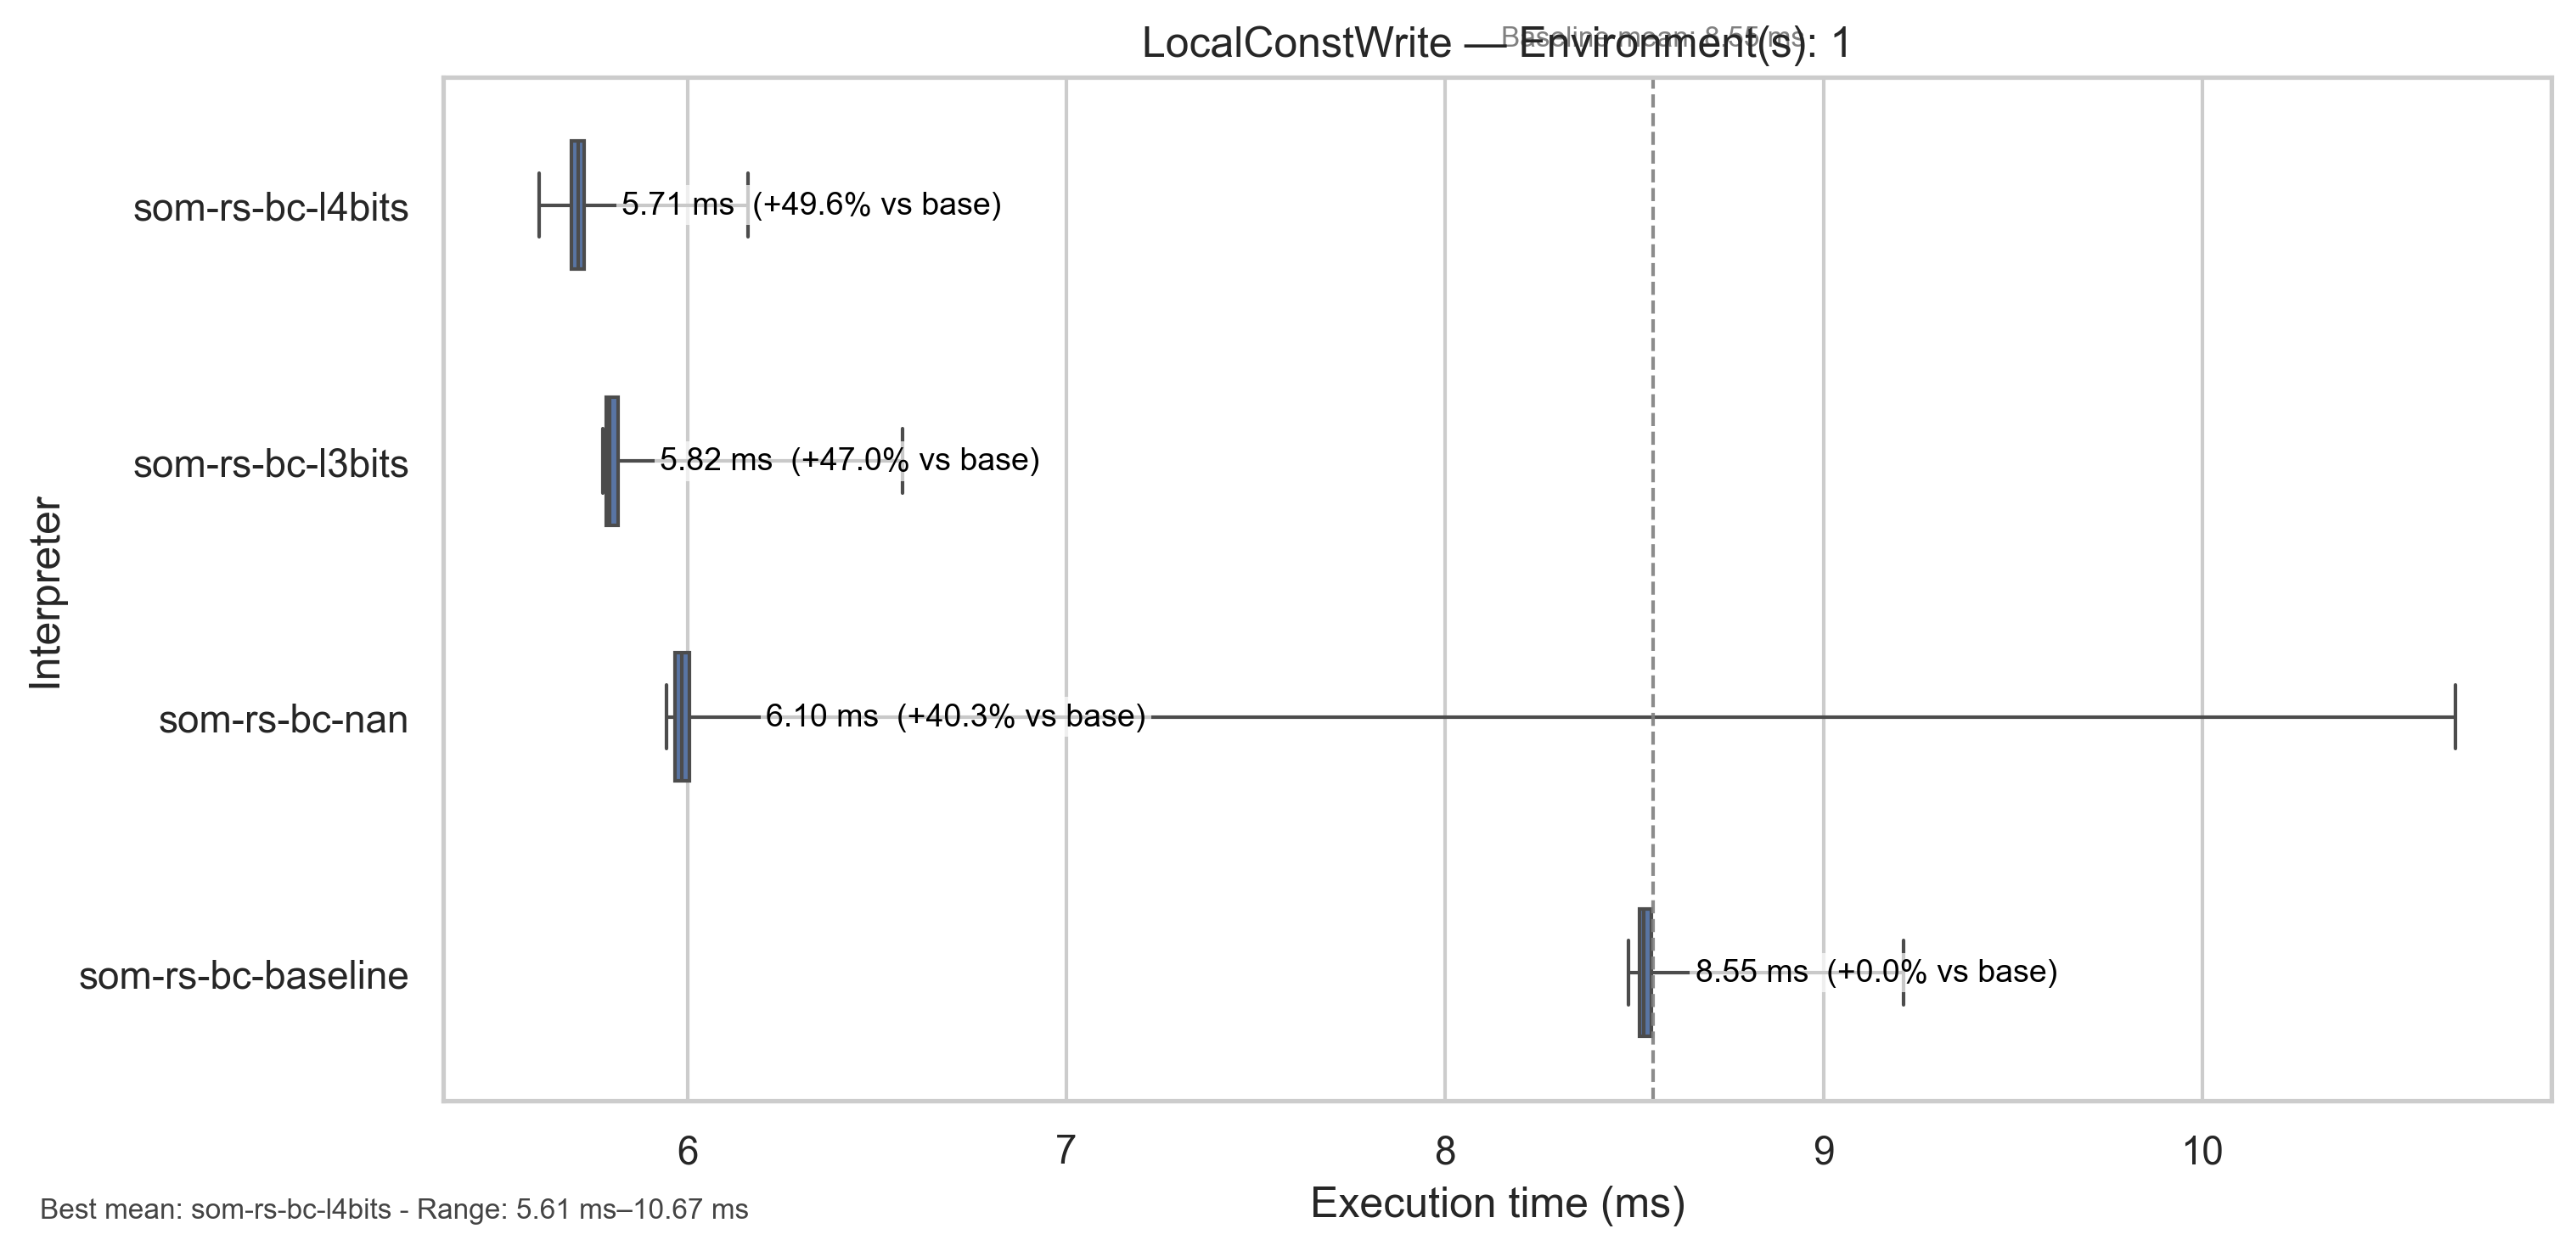 LocalConstWrite — Environment(s): 1
Baseline mean: 8.55 ms
som-rs-bc-l4bits
5.71 ms (+49.6% vs base)
som-rs-bc-l3bits
5.82 ms (+47.0% vs base)
som-rs-bc-nan
6.10 ms (+40.3% vs base)
som-rs-bc-baseline
8.55 ms (+0.0% vs base)
Interpreter
6 7 8 9 10
Execution time (ms)
Best mean: som-rs-bc-l4bits - Range: 5.61 ms–10.67 ms